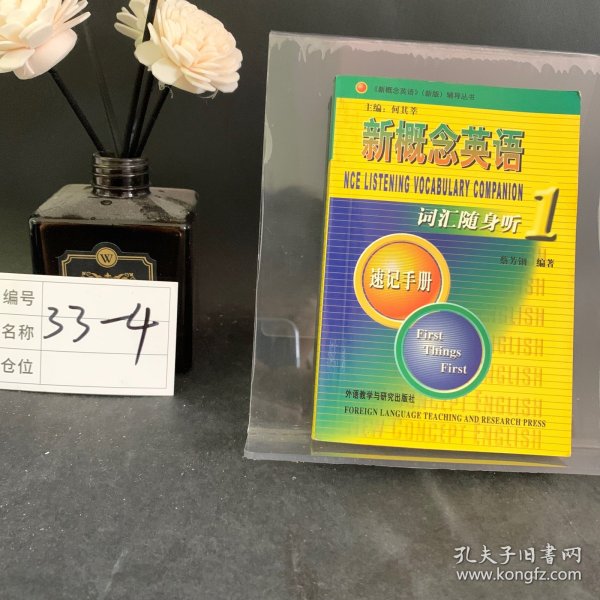 《新概念英语》(新版)辅导丛书
主编:何其莘
新概念英语
NCE LISTENING VOCABULARY COMPANION
词汇随身听 1
蔡芳钿 编著
速记手册
First
Things
First
外语教学与研究出版社
FOREIGN LANGUAGE TEACHING AND RESEARCH PRESS
NEW CONCEPT ENGLISH
W
编号
名称
仓位
33-4
孔夫子旧书网
www.kongfz.com